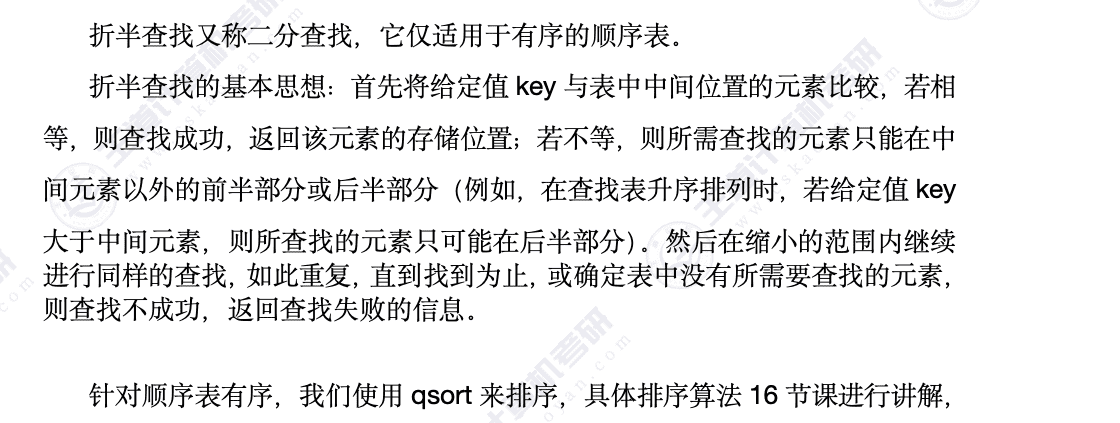 折半查找又称二分查找，它仅适用于有序的顺序表。
折半查找的基本思想：首先将给定值 key 与表中中间位置的元素比较，若相
等，则查找成功，返回该元素的存储位置；若不等，则所需查找的元素只能在中
间元素以外的前半部分或后半部分（例如，在查找表升序排列时，若给定值 key
大于中间元素，则所查找的元素只可能在后半部分）。然后在缩小的范围内继续
进行同样的查找，如此重复，直到找到为止，或确定表中没有所需要查找的元素，
则查找不成功，返回查找失败的信息。
针对顺序表有序，我们使用 qsort 来排序，具体排序算法 16 节课进行讲解，